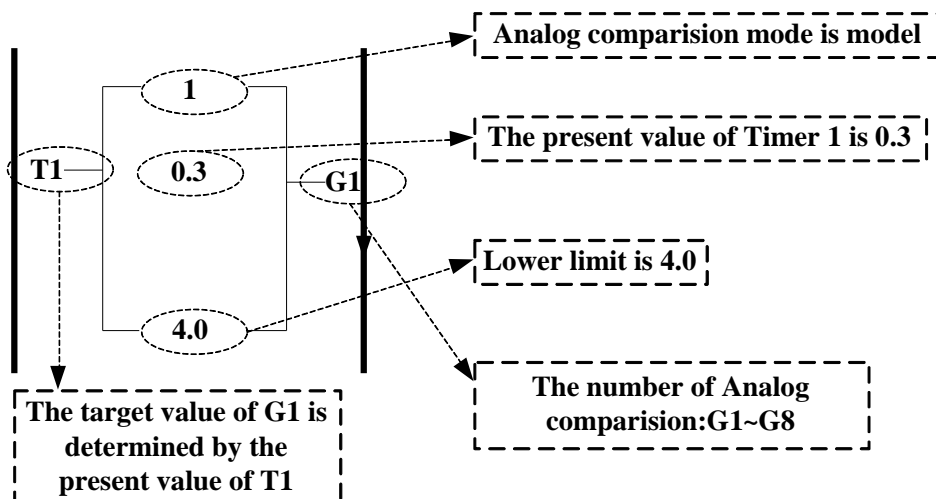 Analog comparision mode is model
1
The present value of Timer 1 is 0.3
T1
0.3
G1
Lower limit is 4.0
4.0
The number of Analog
comparision:G1~G8
The target value of G1 is
determined by the
present value of T1